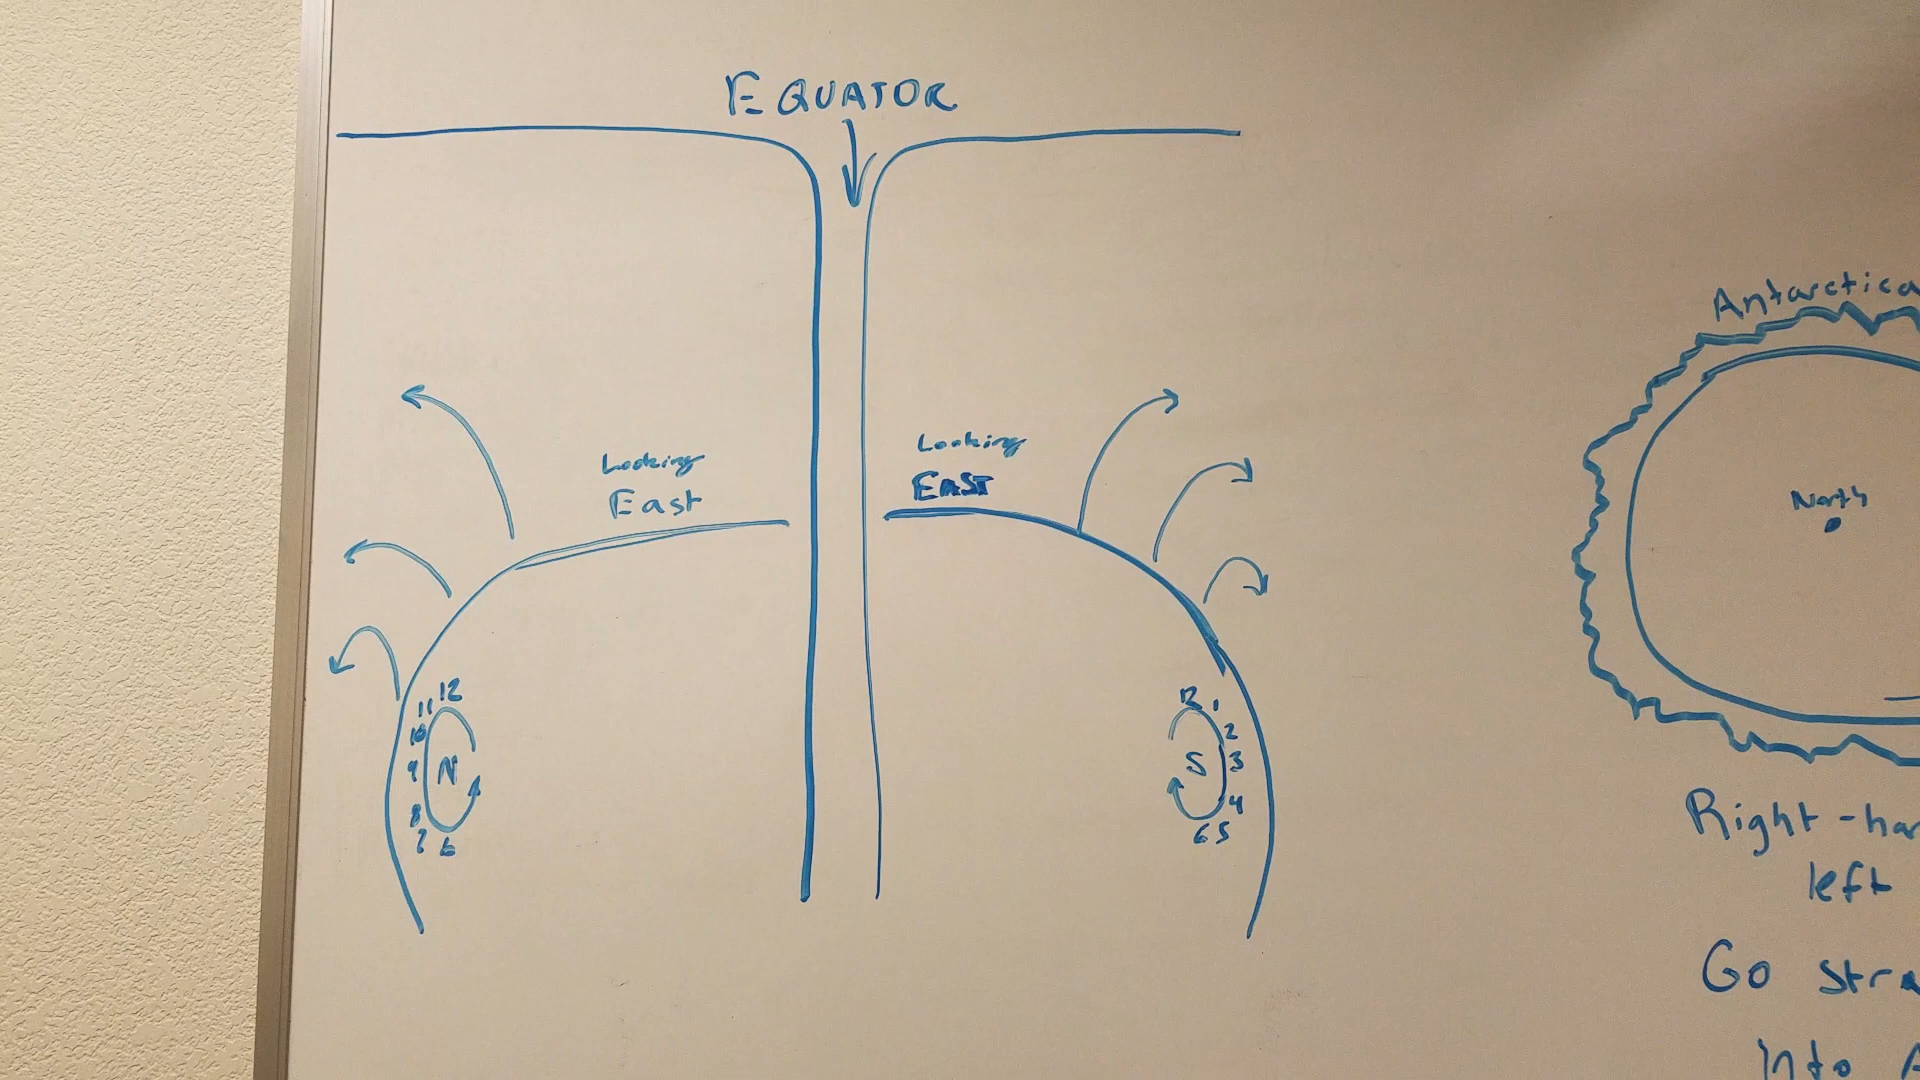 EQUATOR
Looking
East
Looking
EAST
12
11
10
9
8
7
6
N
12
1
2
3
4
5
6
S
Antarctica
North
Right-ha
left
Go str
into A